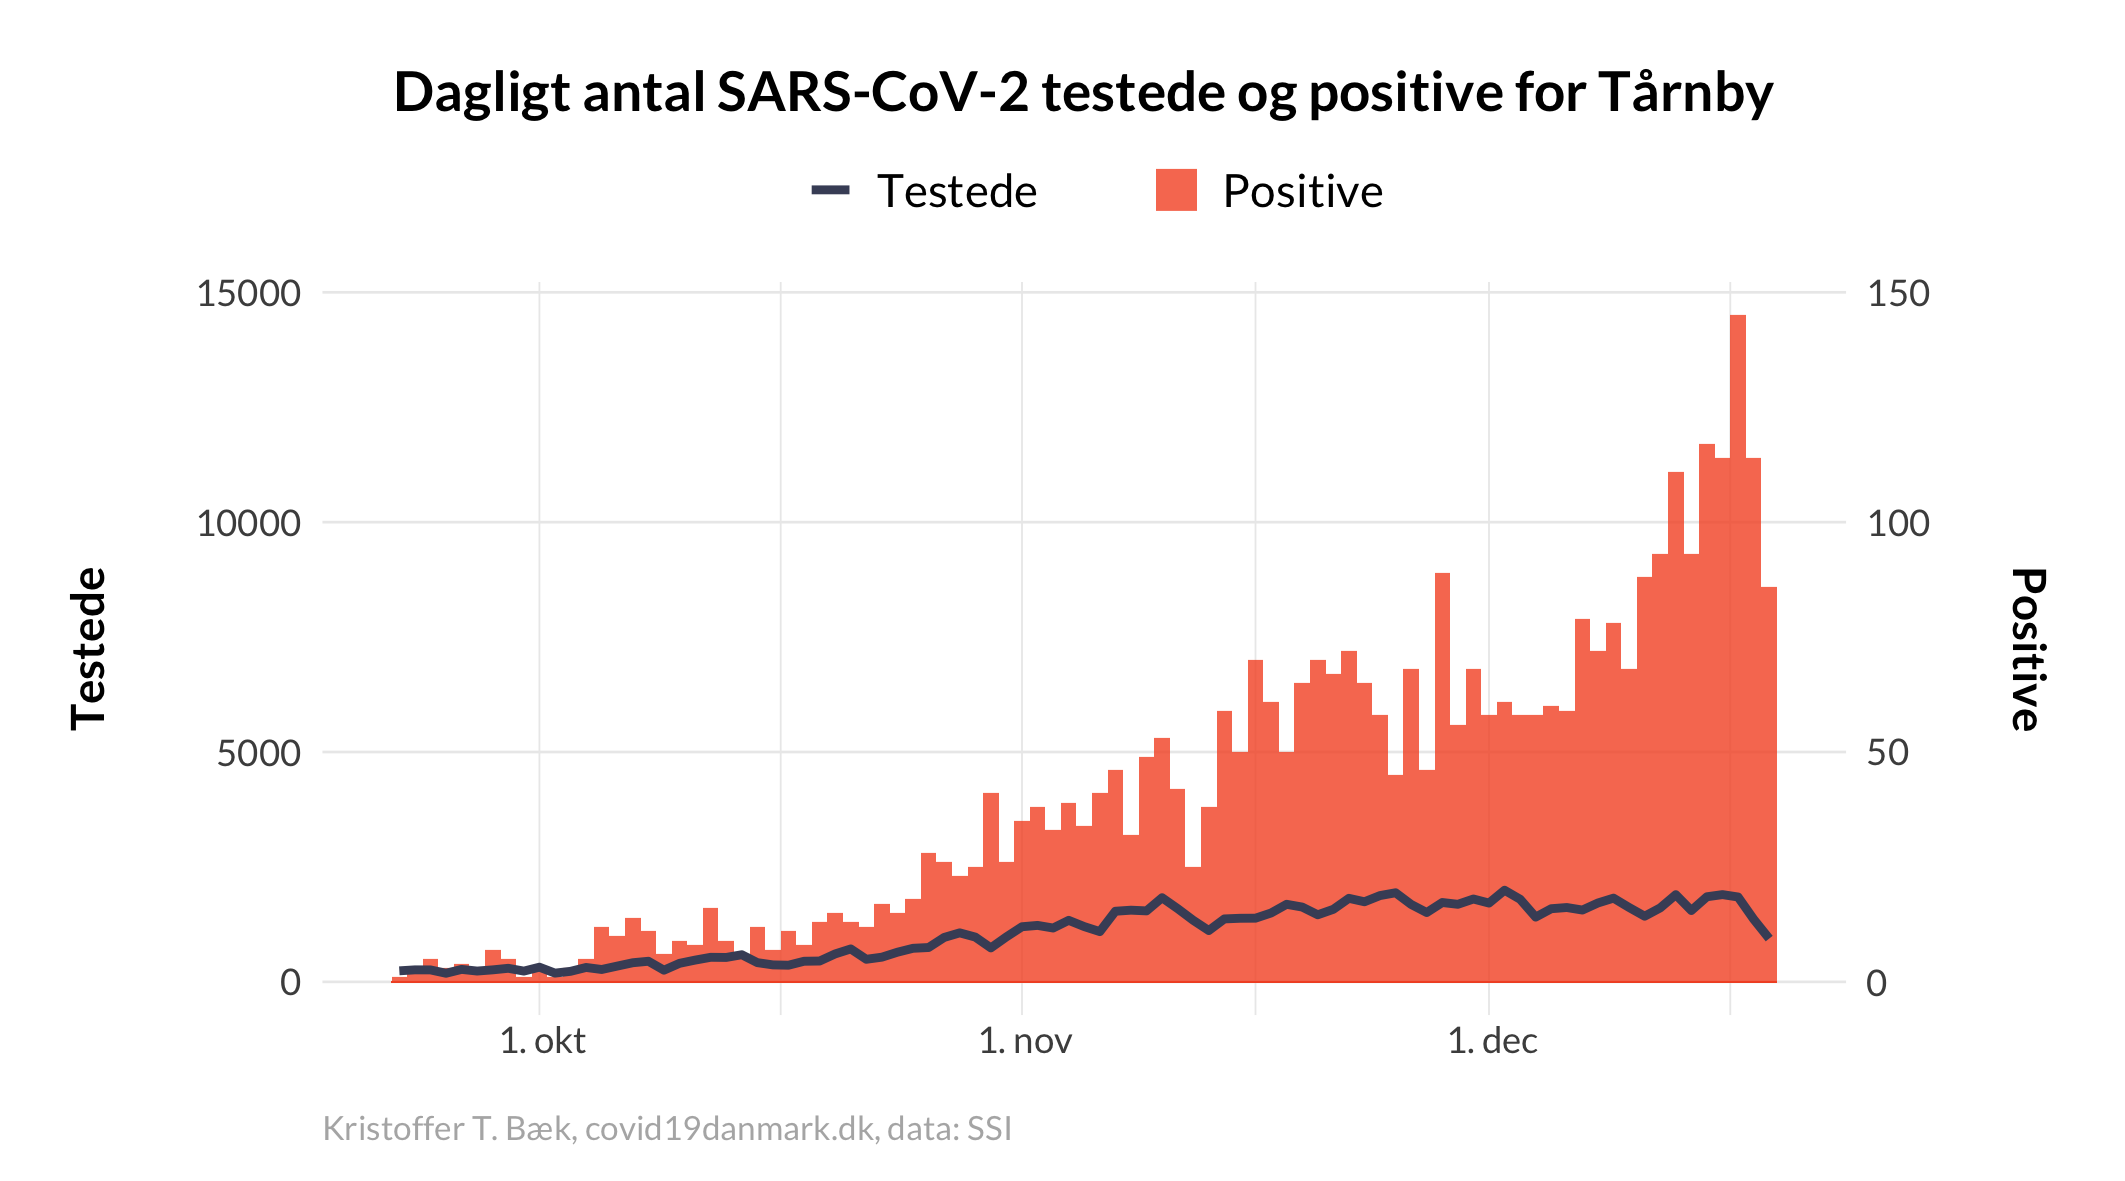 Dagligt antal SARS-CoV-2 testede og positive for Tårnby
Testede
Positive
15000
10000
5000
0
Testede
150
100
50
0
Positive
1. okt
1. nov
1. dec
Kristoffer T. Bæk, covid19danmark.dk, data: SSI